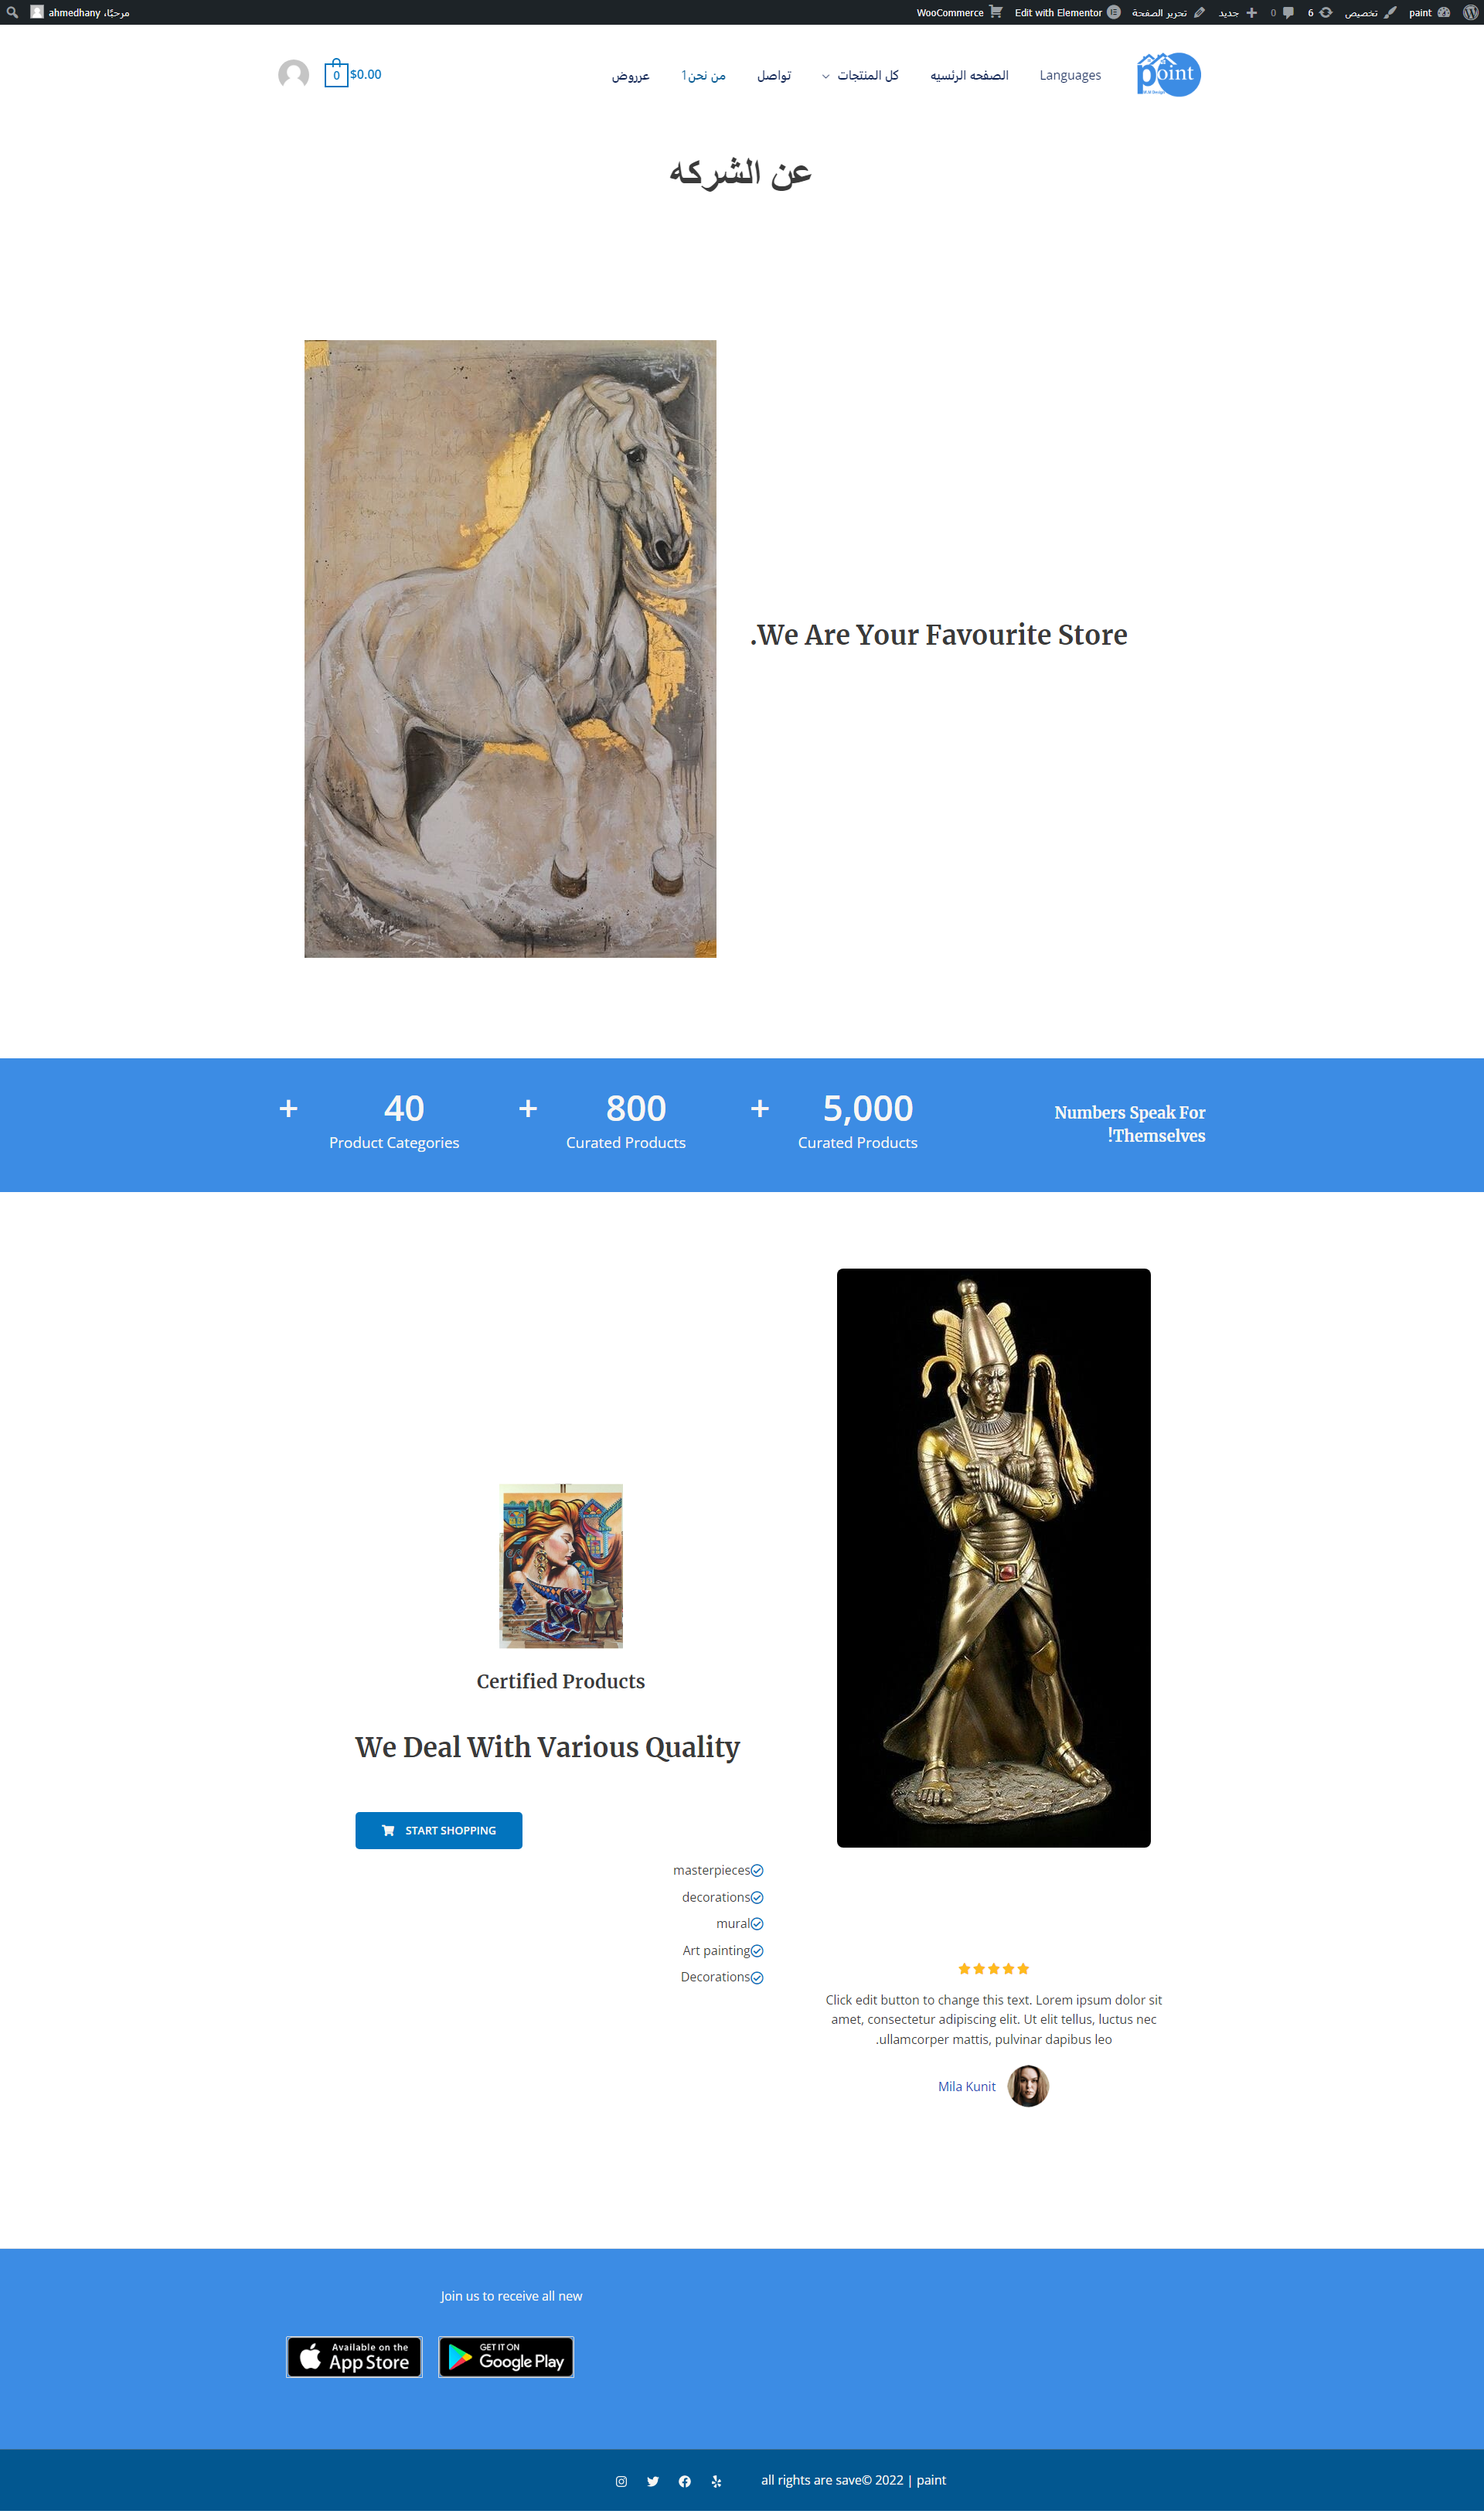 paint
تخصيص
6
0
جديد
تحرير الصفحة
Edit with Elementor
WooCommerce
مرحبًا، ahmedhany
point
Languages
الصفحه الرئسيه
كل المنتجات
تواصل
من نحن1
عرروض
$0.00
0
عن الشركه
.We Are Your Favourite Store
Numbers Speak For
!Themselves
5,000
+
Curated Products
800
+
Curated Products
40
+
Product Categories
Certified Products
We Deal With Various Quality
START SHOPPING
masterpieces
decorations
mural
Art painting
Decorations
Click edit button to change this text. Lorem ipsum dolor sit
amet, consectetur adipiscing elit. Ut elit tellus, luctus nec
.ullamcorper mattis, pulvinar dapibus leo
Mila Kunit
Join us to receive all new
Available on the
App Store
GET IT ON
Google Play
all rights are save© 2022 | paint